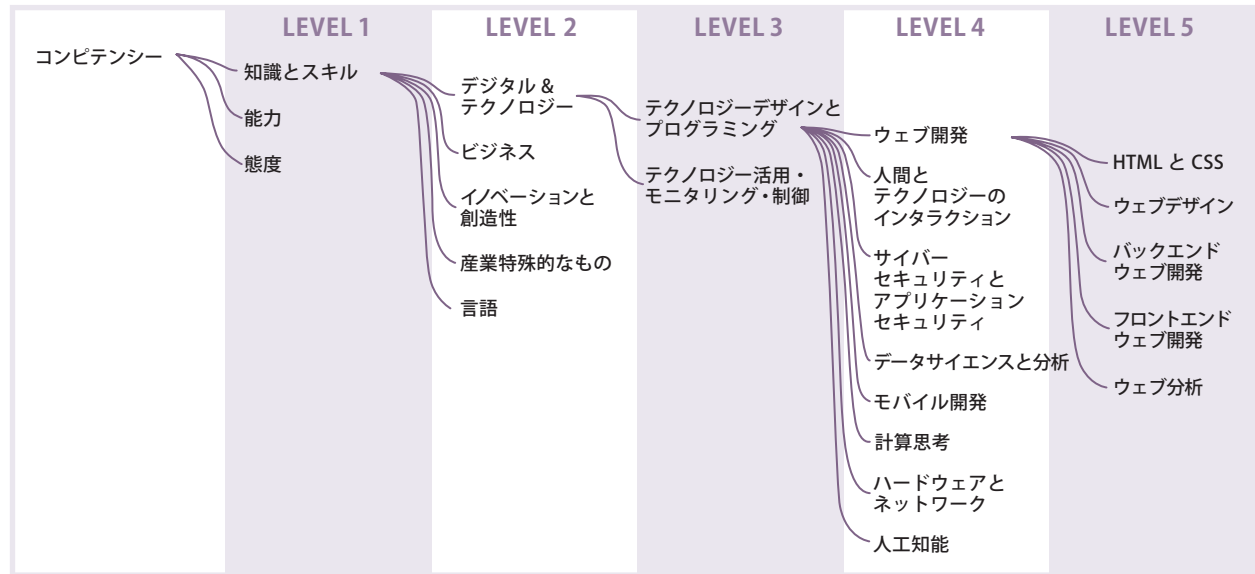 LEVEL 1
LEVEL 2
LEVEL 3
LEVEL 4
LEVEL 5
コンピテンシー
知識とスキル
能力
態度
デジタル &
テクノロジー
ビジネス
イノベーションと
創造性
産業特殊的なもの
言語
テクノロジーデザインと
プログラミング
テクノロジー活用・
モニタリング・制御
ウェブ開発
人間と
テクノロジーの
インタラクション
サイバー
セキュリティと
アプリケーション
セキュリティ
データサイエンスと分析
モバイル開発
計算思考
ハードウェアと
ネットワーク
人工知能
HTML と CSS
ウェブデザイン
バックエンド
ウェブ開発
フロントエンド
ウェブ開発
ウェブ分析